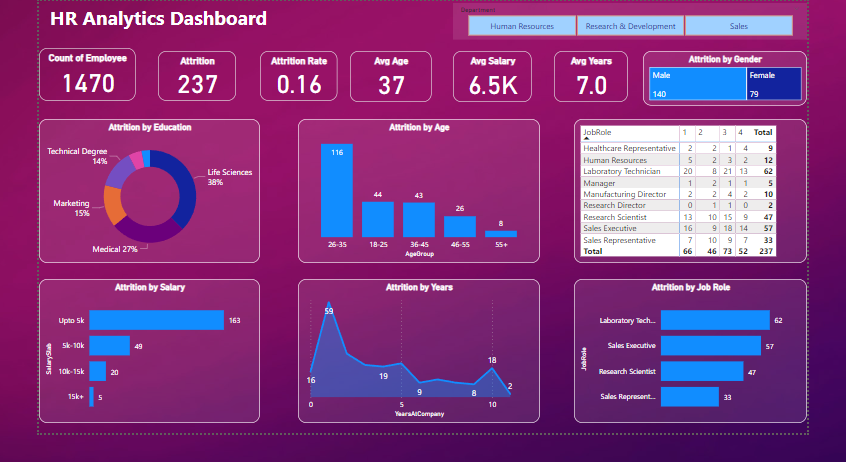 HR Analytics Dashboard
Department
Human Resources
Research & Development
Sales
Count of Employee
1470
Attrition
237
Attrition Rate
0.16
Avg Age
37
Avg Salary
6.5K
Avg Years
7.0
Attrition by Gender
Male
140
Female
79
Attrition by Education
Technical Degree
14%
Life Sciences
38%
Marketing
15%
Medical 27%
Attrition by Age
116
44
43
26
8
26-35
18-25
36-45
46-55
55+
AgeGroup
JobRole 1 2 3 4 Total
Healthcare Representative 2 2 1 4 9
Human Resources 5 2 3 2 12
Laboratory Technician 20 8 21 13 62
Manager 1 2 1 1 5
Manufacturing Director 2 2 4 2 10
Research Director 0 1 1 0 2
Research Scientist 13 10 15 9 47
Sales Executive 16 9 18 14 57
Sales Representative 7 10 9 7 33
Total 66 46 73 52 237
Attrition by Salary
SalarySlab
Upto 5k 163
5k-10k 49
10k-15k 20
15k+ 5
Attrition by Years
59
16
19
9
8
18
2
0
5
10
YearsAtCompany
Attrition by Job Role
JobRole
Laboratory Tech... 62
Sales Executive 57
Research Scientist 47
Sales Represent... 33